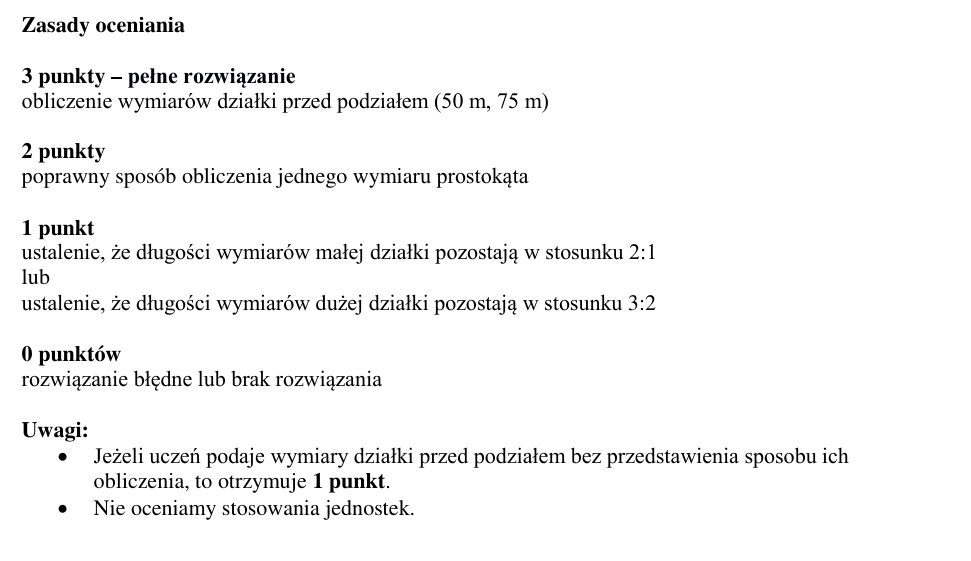 Zasady oceniania
3 punkty – pełne rozwiązanie
obliczenie wymiarów działki przed podziałem (50 m, 75 m)
2 punkty
poprawny sposób obliczenia jednego wymiaru prostokąta
1 punkt
ustalenie, że długości wymiarów małej działki pozostają w stosunku 2:1
lub
ustalenie, że długości wymiarów dużej działki pozostają w stosunku 3:2
0 punktów
rozwiązanie błędne lub brak rozwiązania
Uwagi:
• Jeżeli uczeń podaje wymiary działki przed podziałem bez przedstawienia sposobu ich
obliczenia, to otrzymuje 1 punkt.
• Nie oceniamy stosowania jednostek.